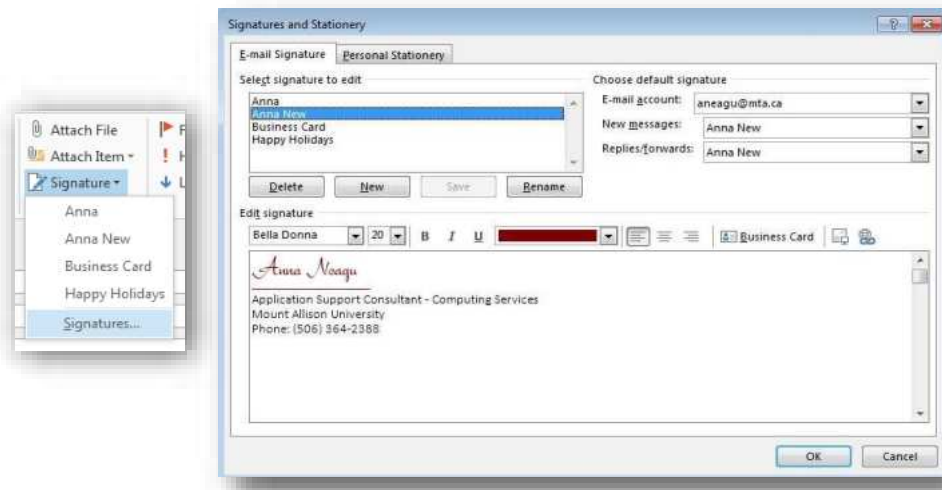 Attach File
Attach Item
Signature
Anna
Anna New
Business Card
Happy Holidays
Signatures...
Signatures and Stationery
E-mail Signature Personal Stationery
Select signature to edit
Anna
Anna New
Business Card
Happy Holidays
Delete New Save Rename
Choose default signature
E-mail account: aneagu@mta.ca
New messages: Anna New
Replies/forwards: Anna New
Edit signature
Bella Donna 20 B I U Business Card
Anna Neagu
Application Support Consultant - Computing Services
Mount Allison University
Phone: (506) 364-2388
OK Cancel